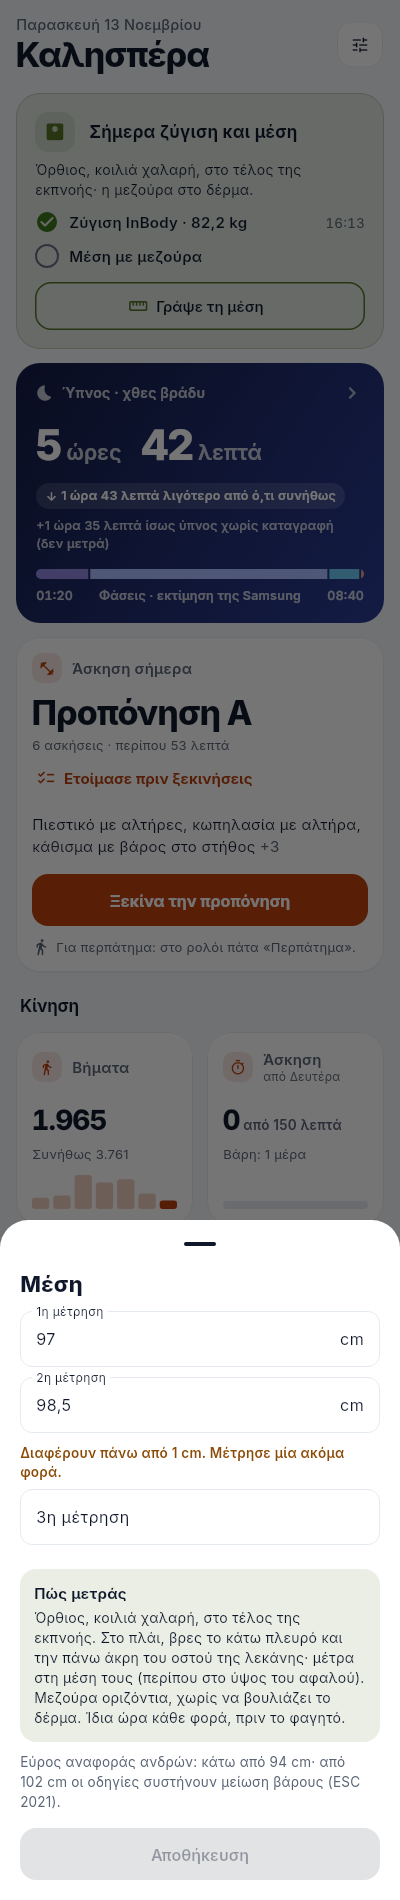 Παρασκευή 13 Νοεμβρίου
Καλησπέρα
Σήμερα ζύγιση και μέση
Όρθιος, κοιλιά χαλαρή, στο τέλος της
εκπνοής· η μεζούρα στο δέρμα.
Ζύγιση InBody · 82,2 kg 16:13
Μέση με μεζούρα
Γράψε τη μέση
Ύπνος · χθες βράδυ
5 ώρες 42 λεπτά
↓ 1 ώρα 43 λεπτά λιγότερο από ό,τι συνήθως
+1 ώρα 35 λεπτά ίσως ύπνος χωρίς καταγραφή
(δεν μετρά)
01:20 Φάσεις · εκτίμηση της Samsung 08:40
Άσκηση σήμερα
Προπόνηση Α
6 ασκήσεις · περίπου 53 λεπτά
Ετοίμασε πριν ξεκινήσεις
Πιεστικό με αλτήρες, κωπηλασία με αλτήρα,
κάθισμα με βάρος στο στήθος +3
Ξεκίνα την προπόνηση
Για περπάτημα: στο ρολόι πάτα «Περπάτημα».
Κίνηση
Βήματα
1.965
Συνήθως 3.761
Άσκηση
από Δευτέρα
0 από 150 λεπτά
Βάρη: 1 μέρα
Μέση
1η μέτρηση
97 cm
2η μέτρηση
98,5 cm
Διαφέρουν πάνω από 1 cm. Μέτρησε μία ακόμα
φορά.
3η μέτρηση
Πώς μετράς
Όρθιος, κοιλιά χαλαρή, στο τέλος της
εκπνοής. Στο πλάι, βρες το κάτω πλευρό και
την πάνω άκρη του οστού της λεκάνης· μέτρα
στη μέση τους (περίπου στο ύψος του αφαλού).
Μεζούρα οριζόντια, χωρίς να βουλιάζει το
δέρμα. Ίδια ώρα κάθε φορά, πριν το φαγητό.
Εύρος αναφοράς ανδρών: κάτω από 94 cm· από
102 cm οι οδηγίες συστήνουν μείωση βάρους (ESC
2021).
Αποθήκευση